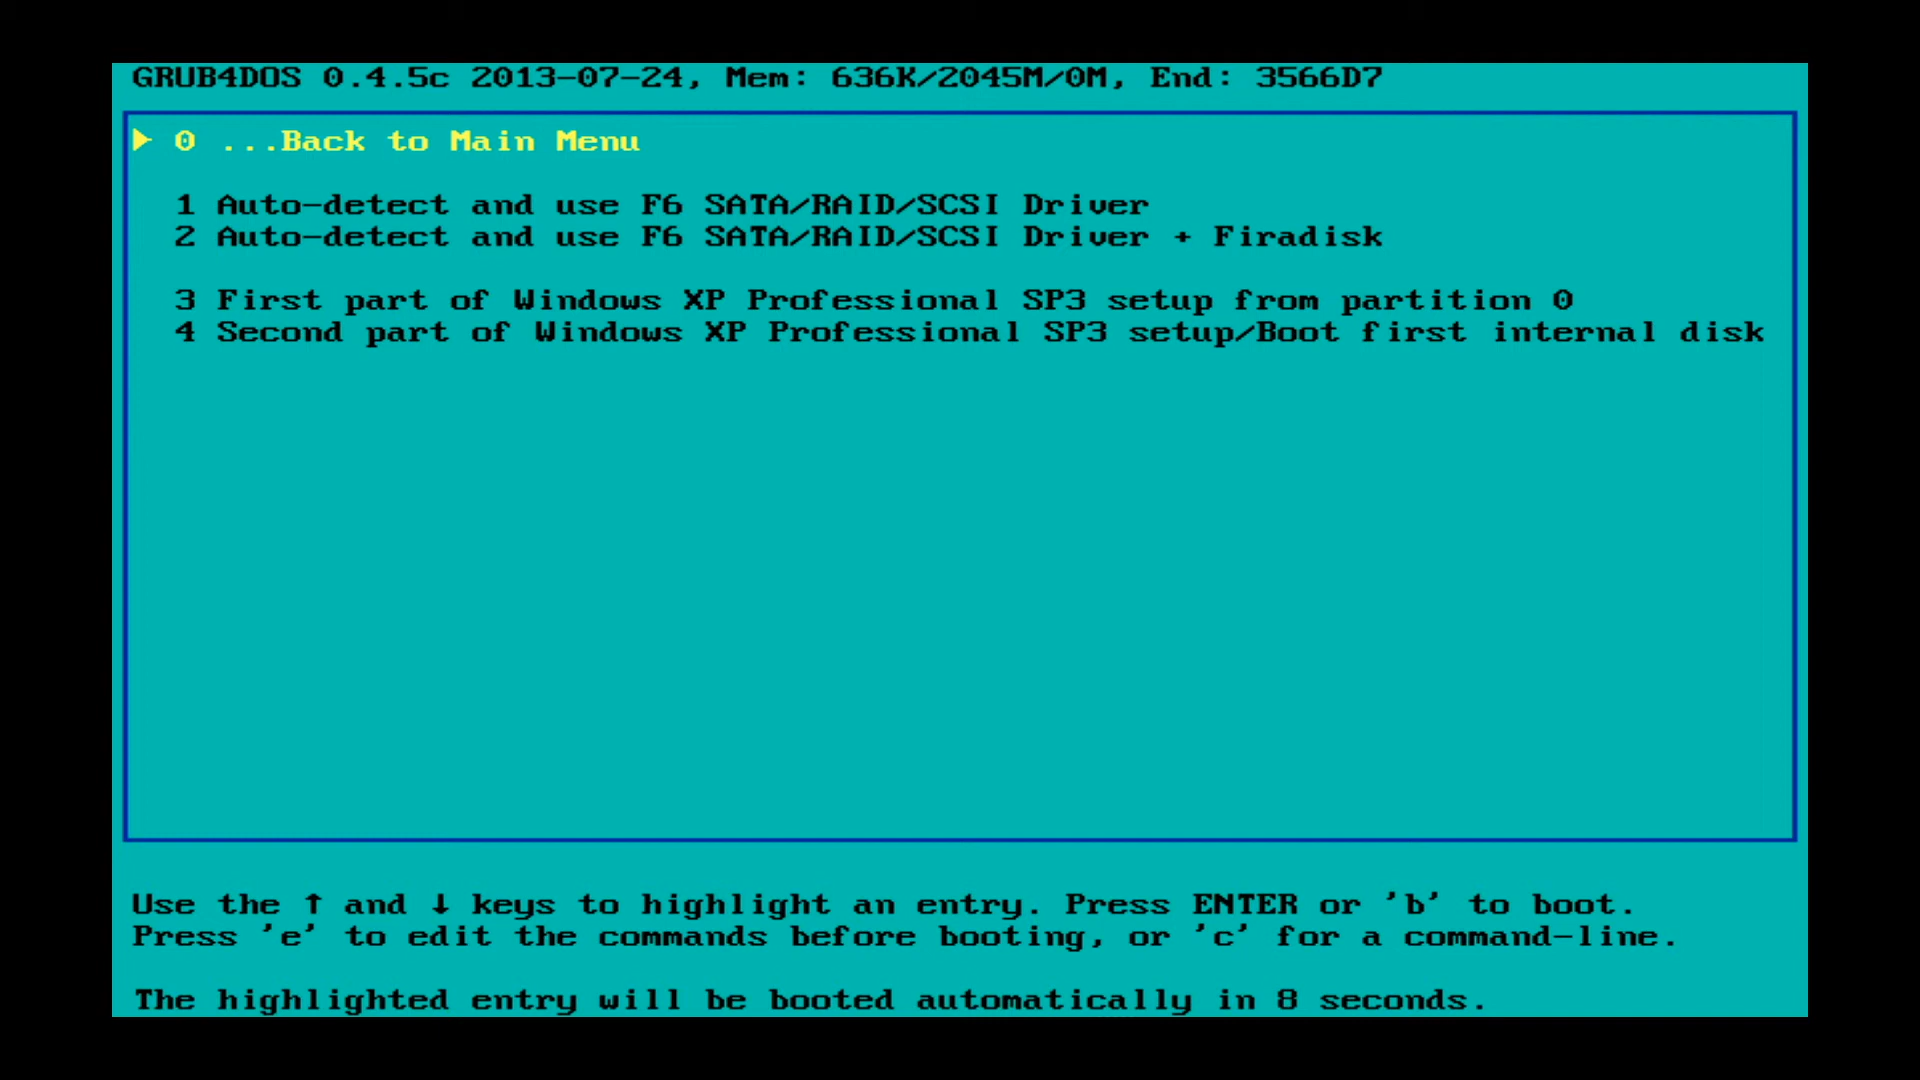 GRUB4DOS 0.4.5c 2013-07-24, Mem: 636K/2045M/0M, End: 3566D7
0 ...Back to Main Menu
1 Auto-detect and use F6 SATA/RAID/SCSI Driver
2 Auto-detect and use F6 SATA/RAID/SCSI Driver + Firadisk
3 First part of Windows XP Professional SP3 setup from partition 0
4 Second part of Windows XP Professional SP3 setup/Boot first internal disk
Use the ↑ and ↓ keys to highlight an entry. Press ENTER or 'b' to boot.
Press 'e' to edit the commands before booting, or 'c' for a command-line.
The highlighted entry will be booted automatically in 8 seconds.